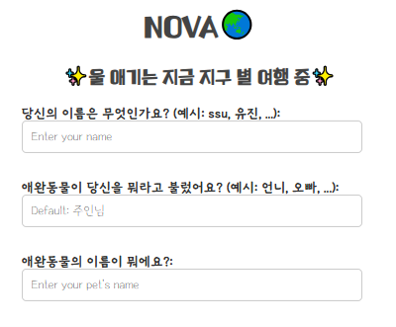 NOVA🌏
✨울 애기는 지금 지구 별 여행 중✨
당신의 이름은 무엇인가요? (예시: ssu, 유진, ...):
Enter your name
애완동물이 당신을 뭐라고 불렀어요? (예시: 언니, 오빠, ...):
Default: 주인님
애완동물의 이름이 뭐에요?:
Enter your pet's name